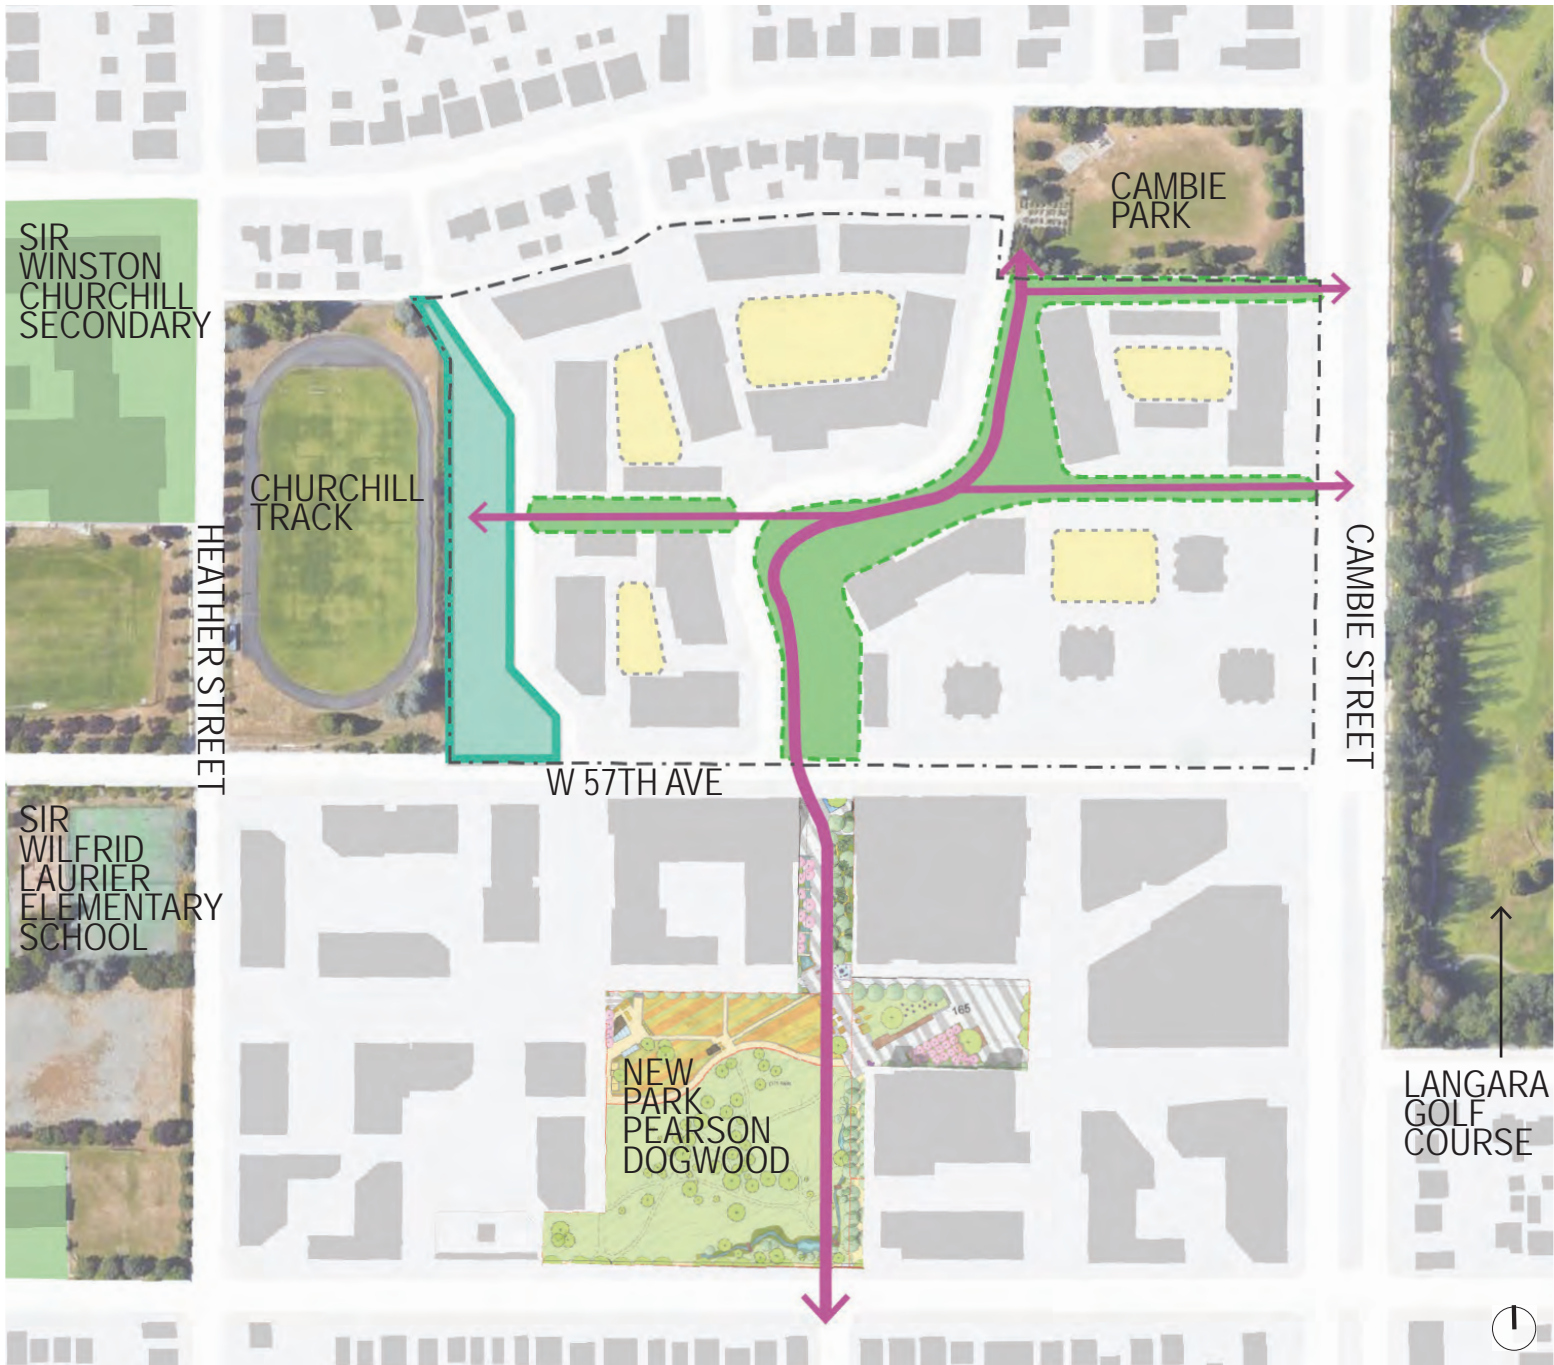 CAMBIE
PARK
SIR
WINSTON
CHURCHILL
SECONDARY
CHURCHILL
TRACK
HEATHER STREET
CAMBIE STREET
W 57TH AVE
SIR
WILFRID
LAURIER
ELEMENTARY
SCHOOL
165
NEW
PARK
PEARSON
DOGWOOD
LANGARA
GOLF
COURSE